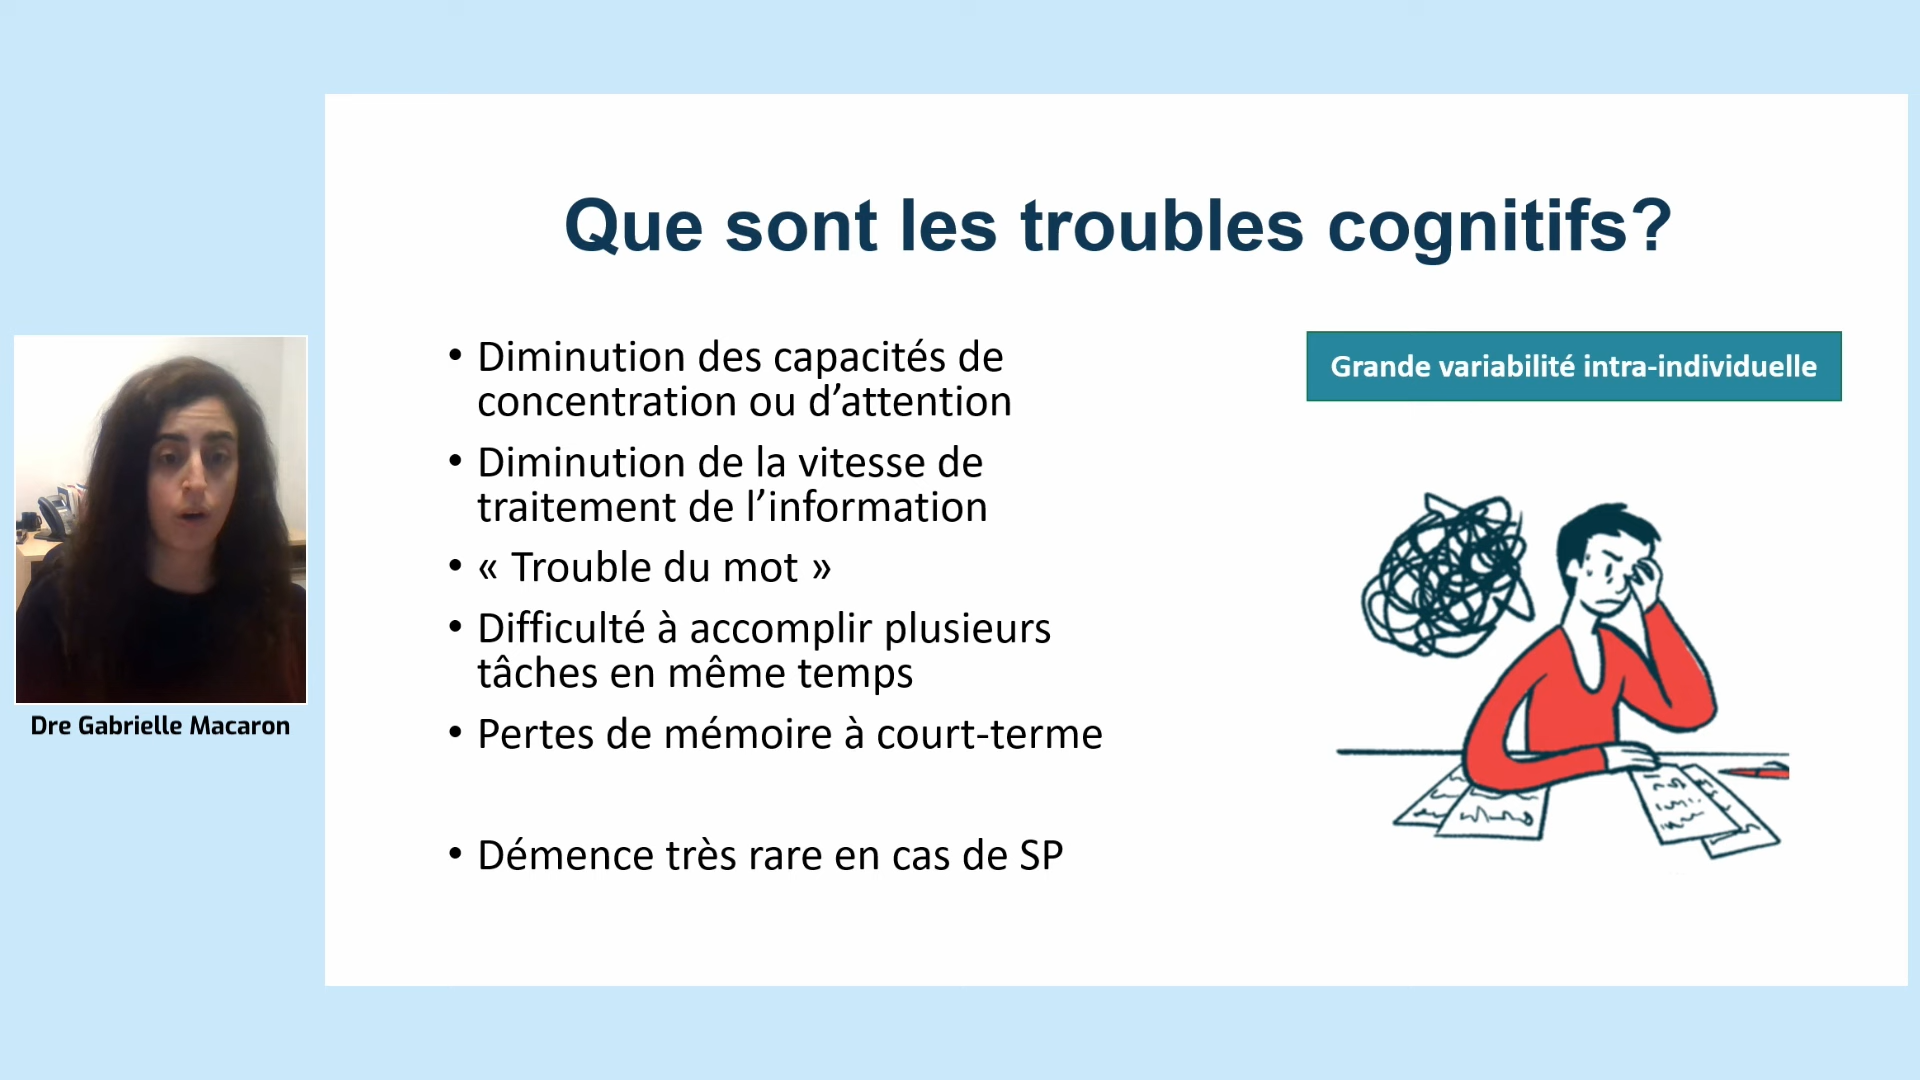 Que sont les troubles cognitifs?
• Diminution des capacités de
concentration ou d’attention
• Diminution de la vitesse de
traitement de l’information
• « Trouble du mot »
• Difficulté à accomplir plusieurs
tâches en même temps
• Pertes de mémoire à court-terme
• Démence très rare en cas de SP
Grande variabilité intra-individuelle
Dre Gabrielle Macaron